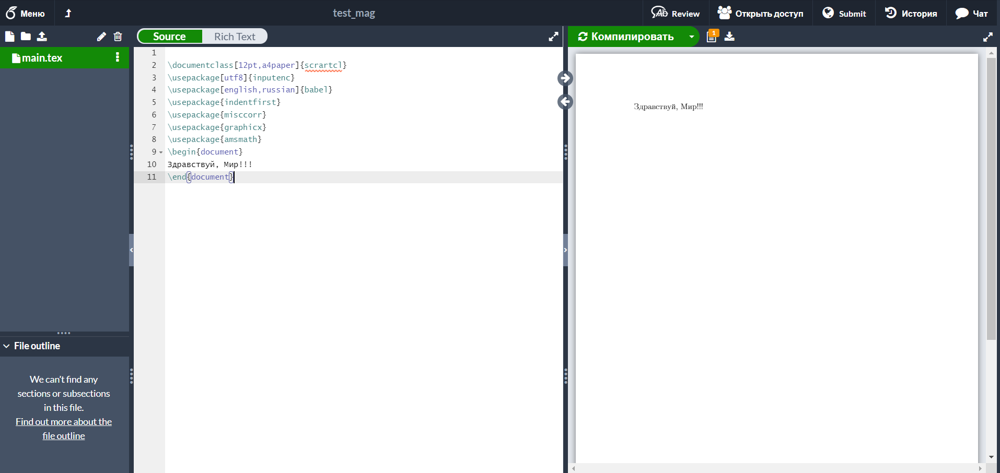 Меню
test_mag
Review
Открыть доступ
Submit
История
Чат
Source
Rich Text
Компилировать
1
main.tex
1
2 \documentclass[12pt,a4paper]{scrartcl}
3 \usepackage[utf8]{inputenc}
4 \usepackage[english,russian]{babel}
5 \usepackage{indentfirst}
6 \usepackage{misccorr}
7 \usepackage{graphicx}
8 \usepackage{amsmath}
9 \begin{document}
10 Здравствуй, Мир!!!
11 \end{document}
Здравствуй, Мир!!!
File outline
We can't find any
sections or subsections
in this file.
Find out more about the
file outline